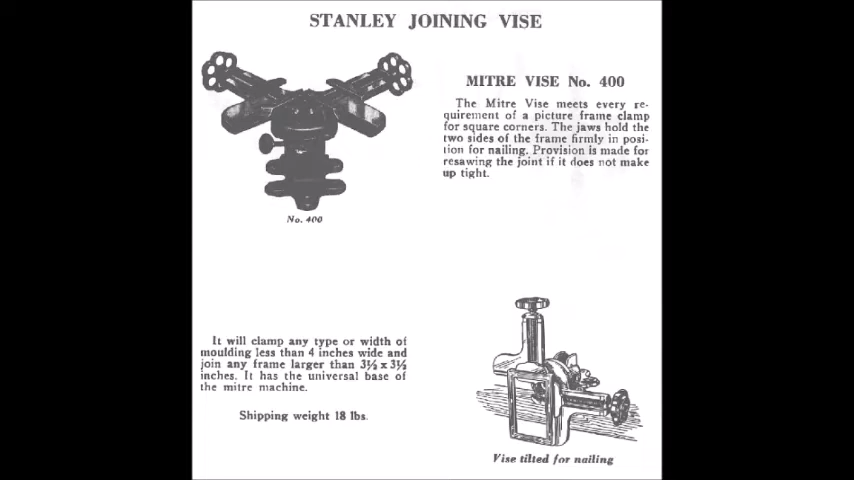 STANLEY JOINING VISE
MITRE VISE No. 400
The Mitre Vise meets every re-
quirement of a picture frame clamp
for square corners. The jaws hold the
two sides of the frame firmly in posi-
tion for nailing. Provision is made for
resawing the joint if it does not make
up tight.
No. 400
It will clamp any type or width of
moulding less than 4 inches wide and
join any frame larger than 3½ x 3½
inches. It has the universal base of
the mitre machine.
Shipping weight 18 lbs.
Vise tilted for nailing